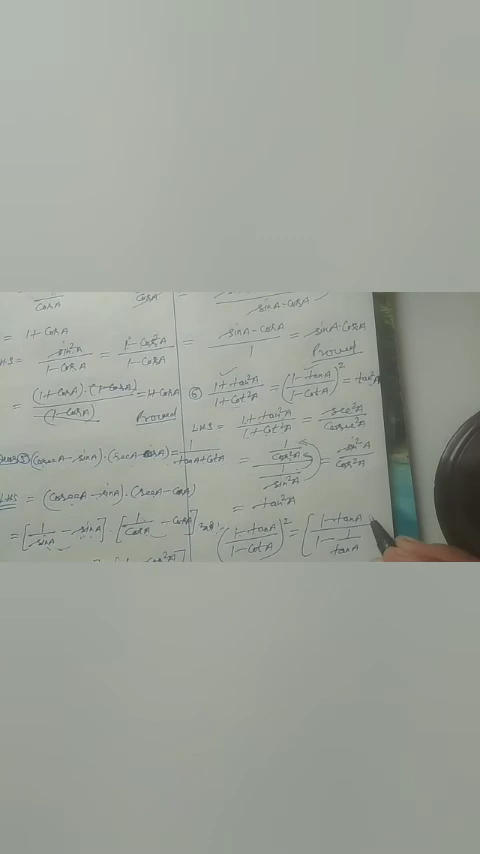 = 1 + CosA
= sin²A / (1 - CosA) = (1² - Cos²A) / (1 - CosA)
= (1 + CosA).(1 - CosA) / (1 - CosA) = 1 + CosA
Proved
(CosecA - sinA).(SecA - CosA) = 1 / (tanA + CotA)
LHS = (CosecA - sinA).(SecA - CosA)
= [1/sinA - sinA].[1/CotA - CosA]
sinA - CosA
= (sinA - CosA) / 1 = sinA - CosA
Proved
⑥ (1 + tan²A) / (1 + Cot²A) = ((1 - tanA) / (1 - CotA))² = tan²A
LHS = (1 + tan²A) / (1 + Cot²A) = sec²A / Cosec²A
= (1/Cos²A) / (1/sin²A) = sin²A / Cos²A
= tan²A
((1 - tanA) / (1 - CotA))² = [(1 - tanA) / (1 - 1/tanA)